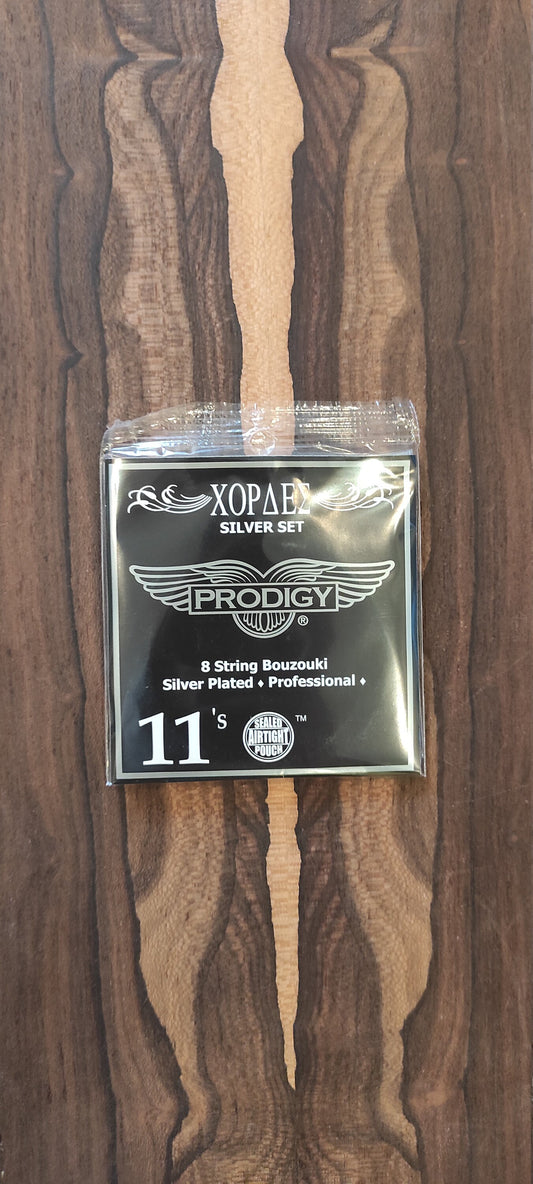 ΧΟΡΔΕΣ
SILVER SET
PRODIGY
®
8 String Bouzouki
Silver Plated ♦ Professional ♦
11's
SEALED
AIRTIGHT
POUCH
™